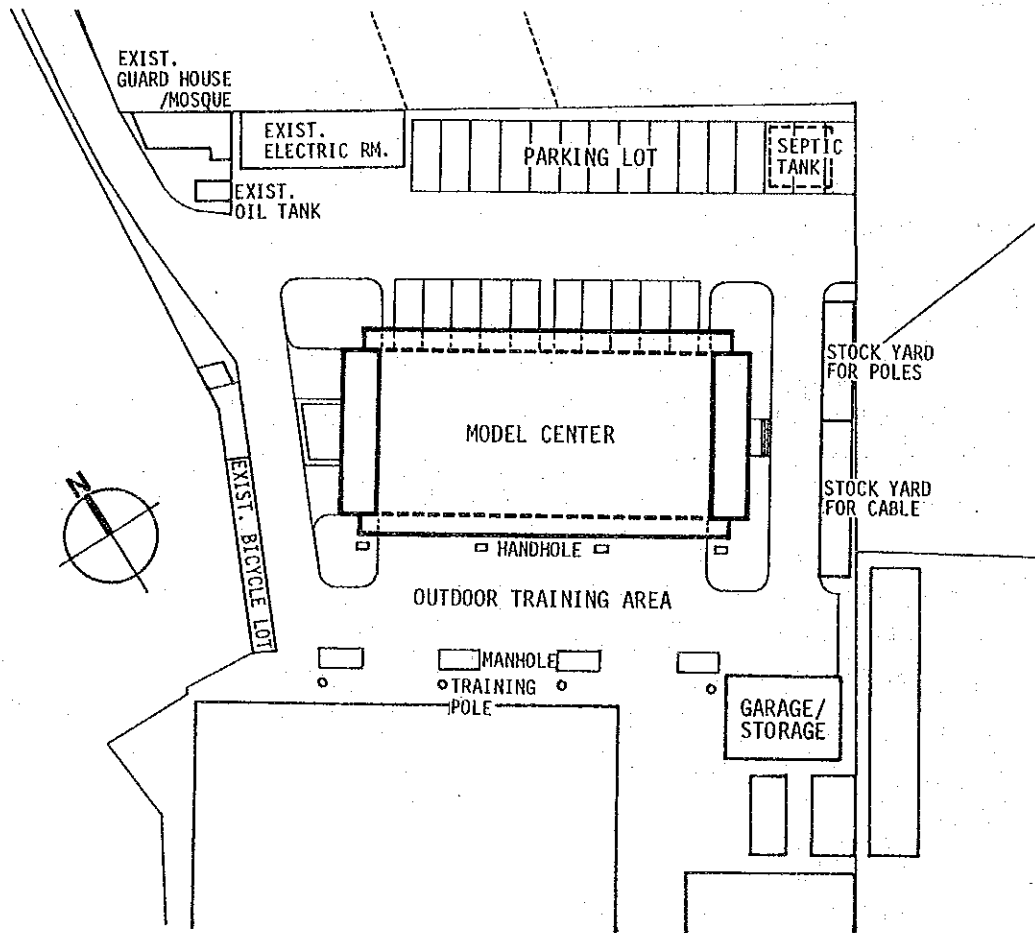 EXIST.
GUARD HOUSE
/MOSQUE
EXIST.
ELECTRIC RM.
PARKING LOT
SEPTIC
TANK
EXIST.
OIL TANK
STOCK YARD
FOR POLES
MODEL CENTER
STOCK YARD
FOR CABLE
N
EXIST. BICYCLE LOT
HANDHOLE
OUTDOOR TRAINING AREA
MANHOLE
TRAINING
POLE
GARAGE/
STORAGE